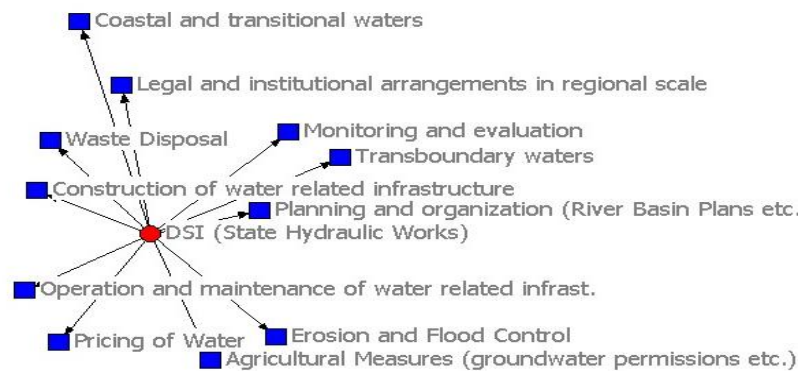 Coastal and transitional waters
Legal and institutional arrangements in regional scale
Monitoring and evaluation
Waste Disposal
Transboundary waters
Construction of water related infrastructure
Planning and organization (River Basin Plans etc.
DSI (State Hydraulic Works)
Operation and maintenance of water related infrast.
Erosion and Flood Control
Pricing of Water
Agricultural Measures (groundwater permissions etc.)